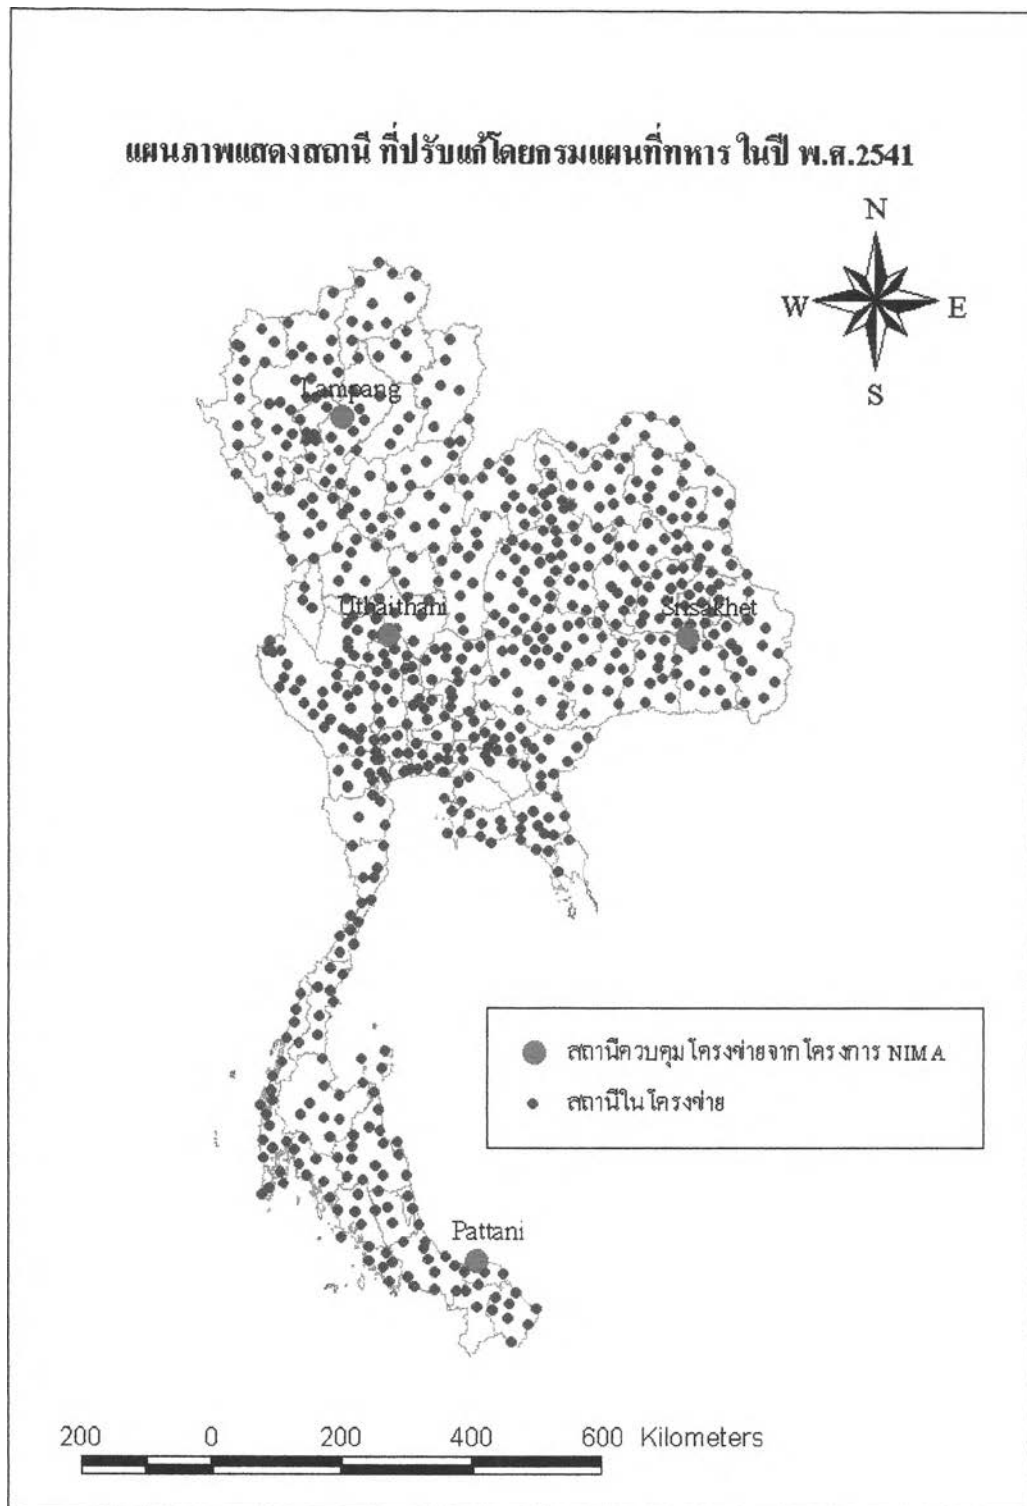 แผนภาพแสดงสถานี ที่ปรับแก้โดยกรมแผนที่ทหาร ในปี พ.ศ.2541
N
W E
S
Lampang
Uthaithani Srisakhet
สถานีควบคุมโครงข่ายจากโครงการ NIMA
สถานีในโครงข่าย
Pattani
200 0 200 400 600 Kilometers